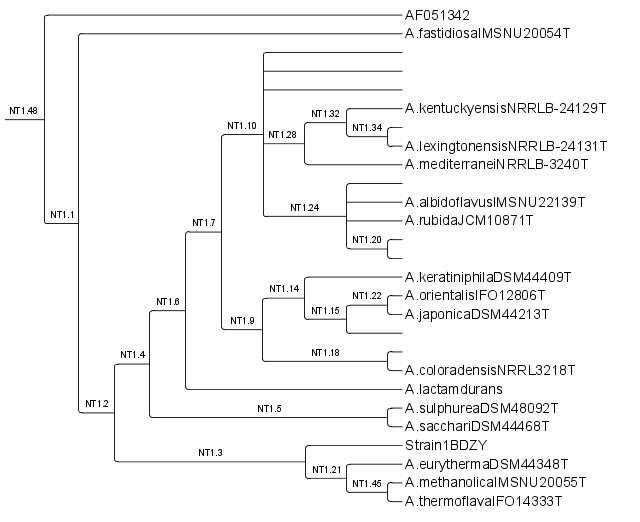 AF051342
A.fastidiosaIMSNU20054T
NT1.48
NT1.32
A.kentuckyensisNRRLB-24129T
NT1.10
NT1.28
NT1.34
A.lexingtonensisNRRLB-24131T
A.mediterraneiNRRLB-3240T
NT1.24
A.albidoflavusIMSNU22139T
NT1.1
NT1.7
A.rubidaJCM10871T
NT1.20
A.keratiniphilaDSM44409T
NT1.14
NT1.22
A.orientalisIFO12806T
NT1.6
NT1.15
A.japonicaDSM44213T
NT1.9
NT1.4
NT1.18
A.coloradensisNRRL3218T
A.lactamdurans
NT1.2
NT1.5
A.sulphureaDSM48092T
A.sacchariDSM44468T
Strain1BDZY
NT1.3
A.eurythermaDSM44348T
NT1.21
A.methanolicaIMSNU20055T
NT1.45
A.thermoflavaIFO14333T